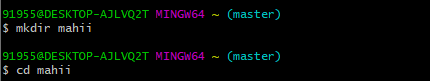 91955@DESKTOP-AJLVQ2T MINGW64 ~ (master)
$ mkdir mahii
91955@DESKTOP-AJLVQ2T MINGW64 ~ (master)
$ cd mahii